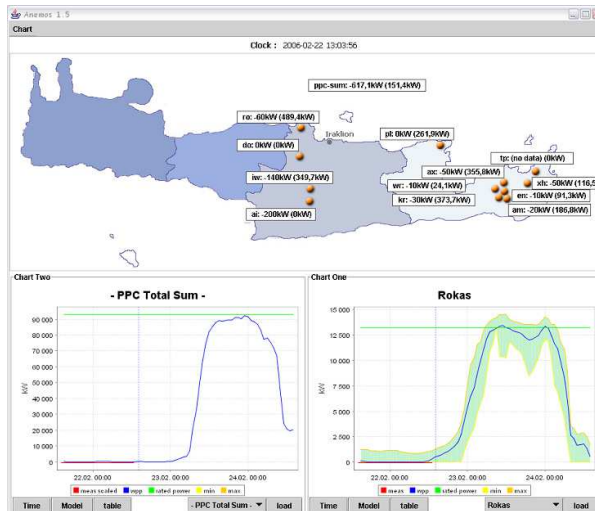 Anemos 1.5
Chart
Clock : 2006-02-22 13:03:56
ppc-sum: -617,1kW (151,4kW)
ro: -60kW (489,4kW)
Iraklion
pl: 0kW (261,9kW)
do: 0kW (0kW)
tp: (no data) (0kW)
ax: -50kW (355,8kW)
iw: -140kW (349,7kW)
wr: -10kW (24,1kW)
xh: -50kW (116,5
kr: -30kW (373,7kW)
en: -10kW (91,3kW)
ai: -200kW (0kW)
am: -20kW (186,8kW)
Chart Two
- PPC Total Sum -
90 000
80 000
70 000
60 000
50 000
40 000
30 000
20 000
10 000
0
kW
22.02. 00:00 23.02. 00:00 24.02. 00:00
meas scaled wpp rated power min max
Time Model table - PPC Total Sum - load
Chart One
Rokas
15 000
12 500
10 000
7 500
5 000
2 500
0
kW
22.02. 00:00 23.02. 00:00 24.02. 00:00
meas wpp rated power min max
Time Model table Rokas load